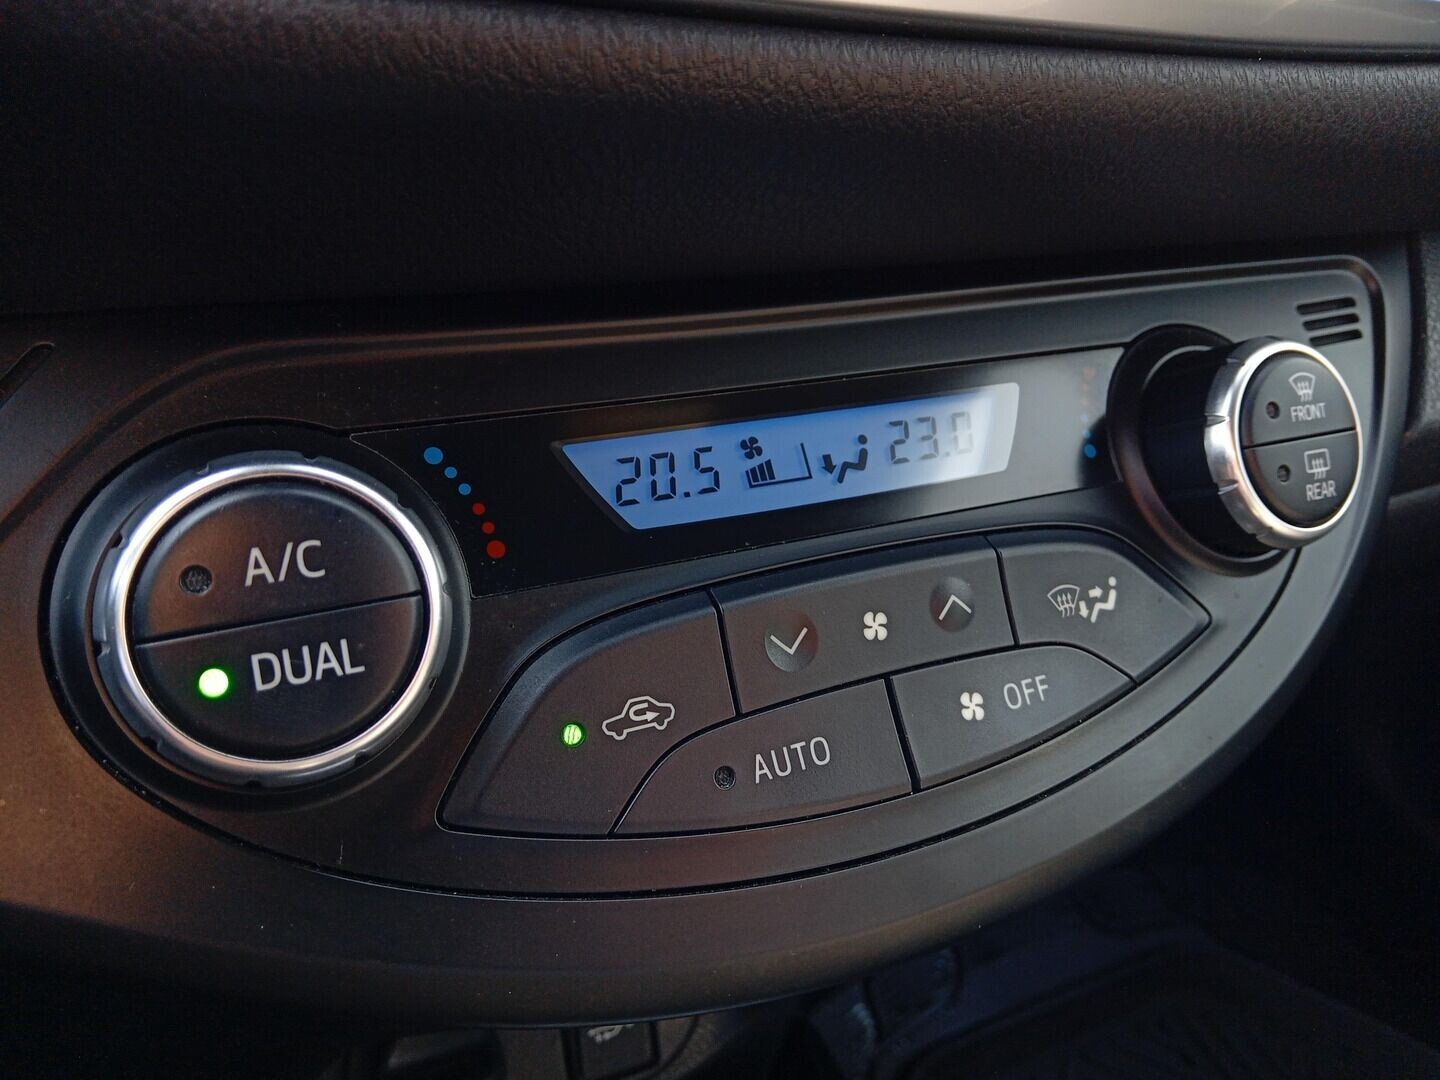 20.5 23.0
FRONT
REAR
A/C
DUAL
OFF
AUTO